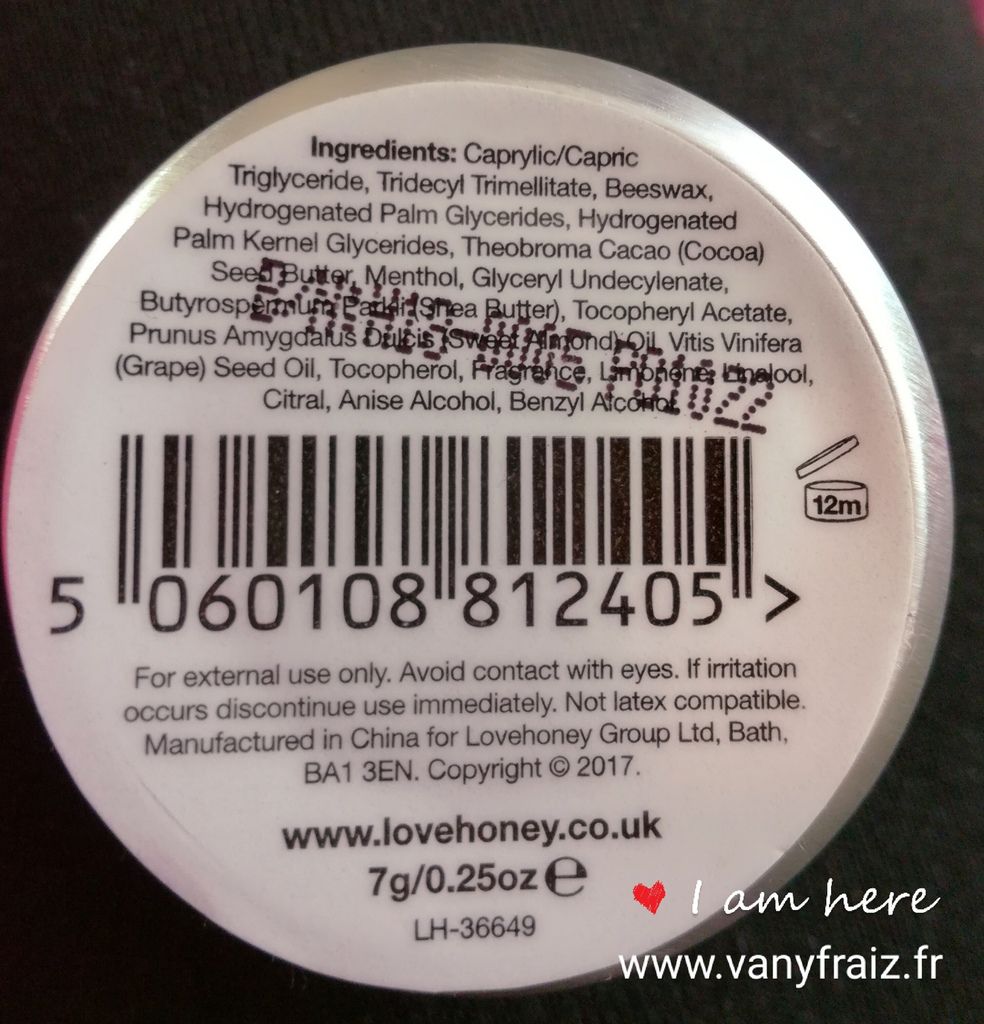 Ingredients: Caprylic/Capric
Triglyceride, Tridecyl Trimellitate, Beeswax,
Hydrogenated Palm Glycerides, Hydrogenated
Palm Kernel Glycerides, Theobroma Cacao (Cocoa)
Seed Butter, Menthol, Glyceryl Undecylenate,
Butyrospermum Parkii (Shea Butter), Tocopheryl Acetate,
Prunus Amygdalus Dulcis (Sweet Almond) Oil, Vitis Vinifera
(Grape) Seed Oil, Tocopherol, Fragrance, Limonene, Linalool,
Citral, Anise Alcohol, Benzyl Alcohol
12m
5 060108 812405 >
For external use only. Avoid contact with eyes. If irritation
occurs discontinue use immediately. Not latex compatible.
Manufactured in China for Lovehoney Group Ltd, Bath,
BA1 3EN. Copyright © 2017.
www.lovehoney.co.uk
7g/0.25oz ℮
LH-36649
I am here
www.vanyfraiz.fr